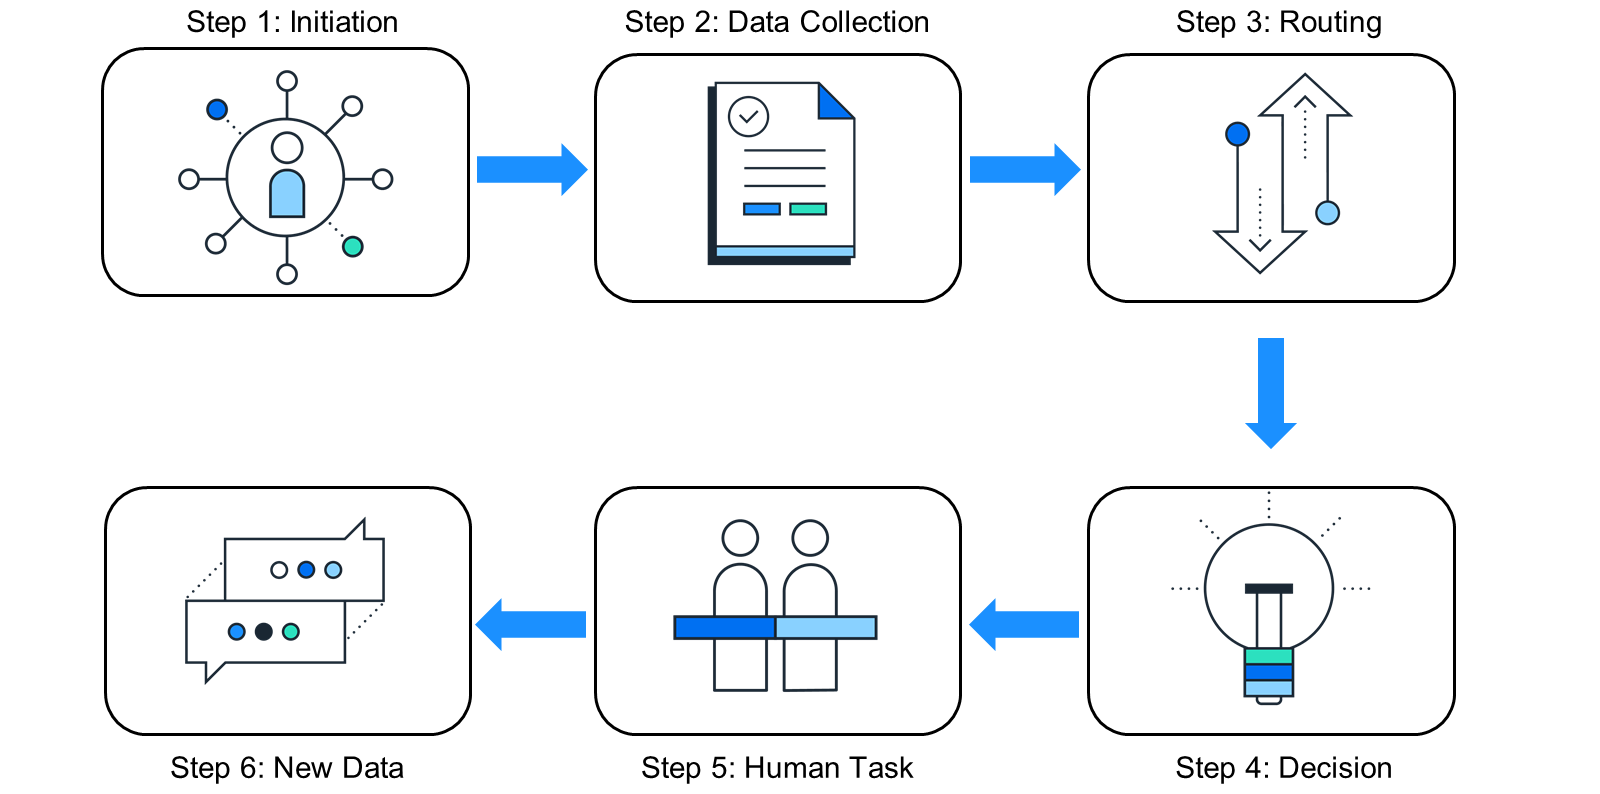 Step 1: Initiation
Step 2: Data Collection
Step 3: Routing
Step 4: Decision
Step 5: Human Task
Step 6: New Data